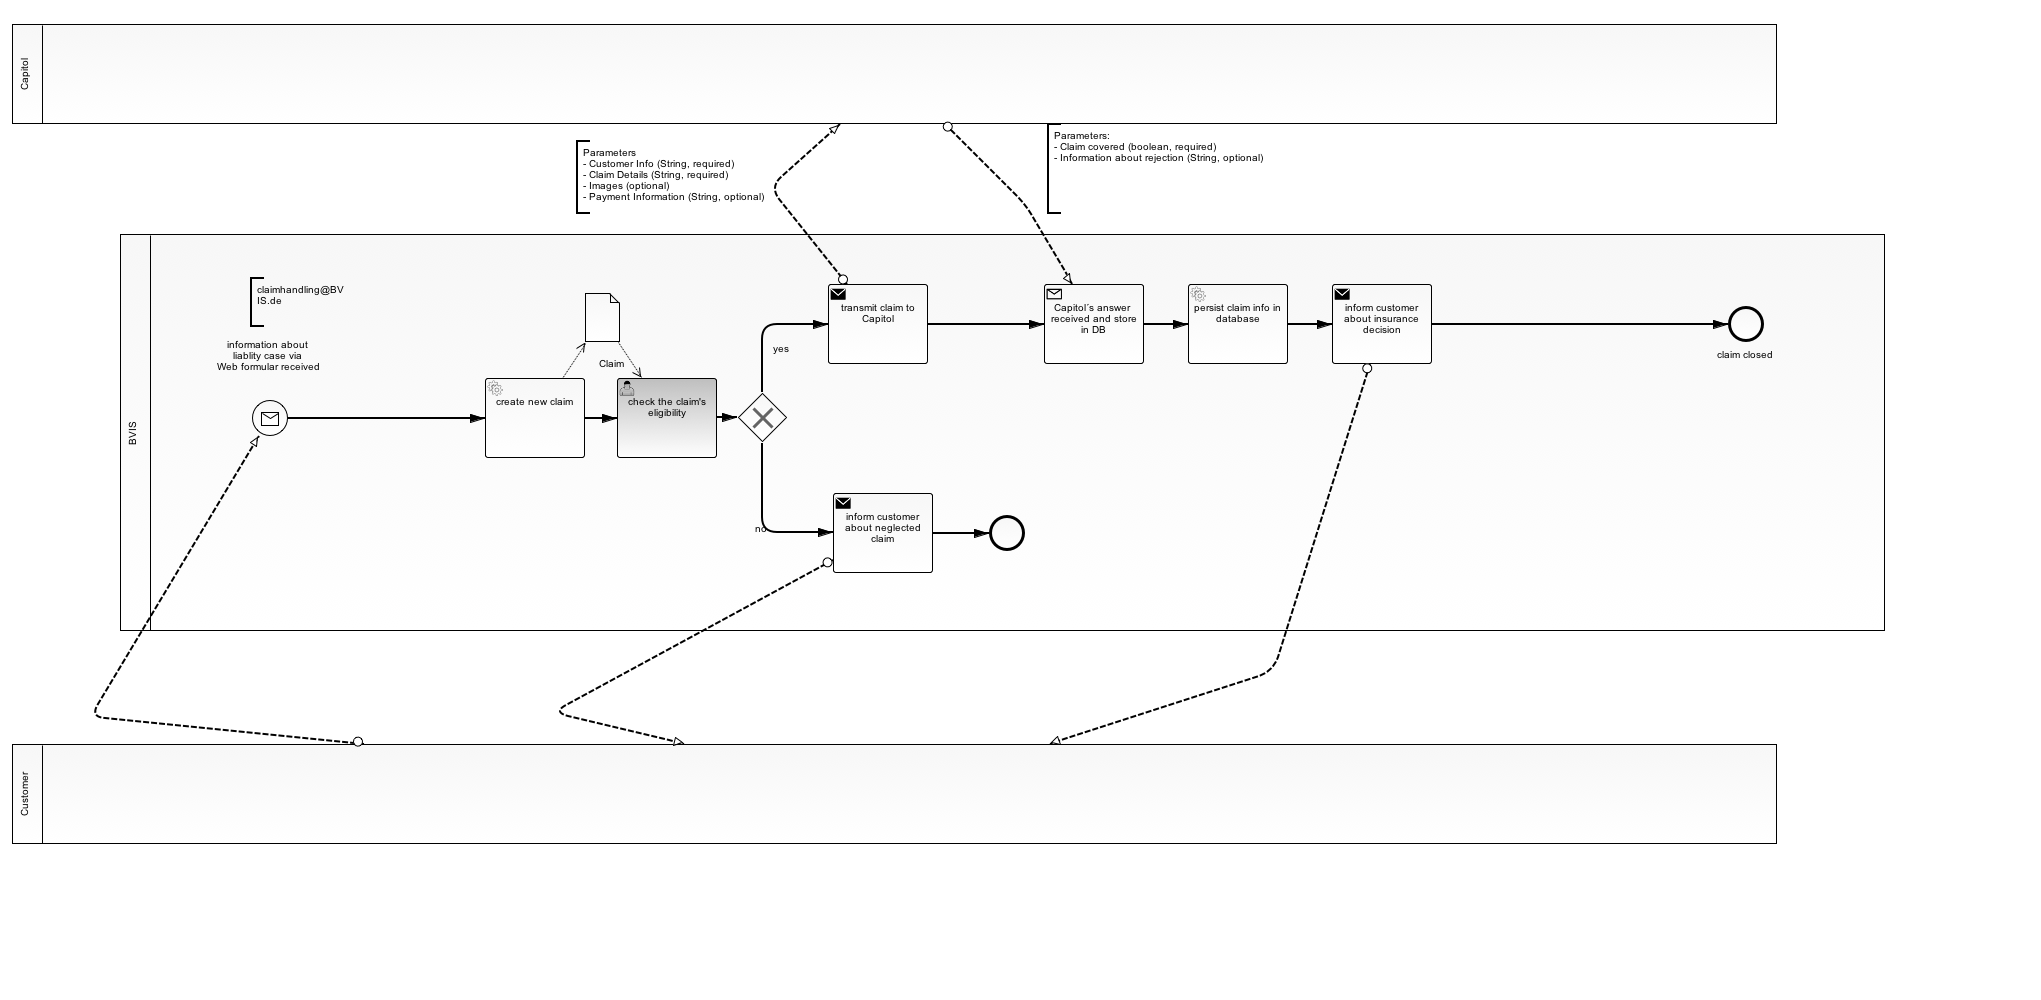 Capitol
Parameters
- Customer Info (String, required)
- Claim Details (String, required)
- Images (optional)
- Payment Information (String, optional)
Parameters:
- Claim covered (boolean, required)
- Information about rejection (String, optional)
BVIS
claimhandling@BV
IS.de
information about
liablity case via
Web formular received
create new claim
Claim
check the claim's
eligibility
yes
no
transmit claim to
Capitol
Capitol´s answer
received and store
in DB
persist claim info in
database
inform customer
about insurance
decision
claim closed
inform customer
about neglected
claim
Customer